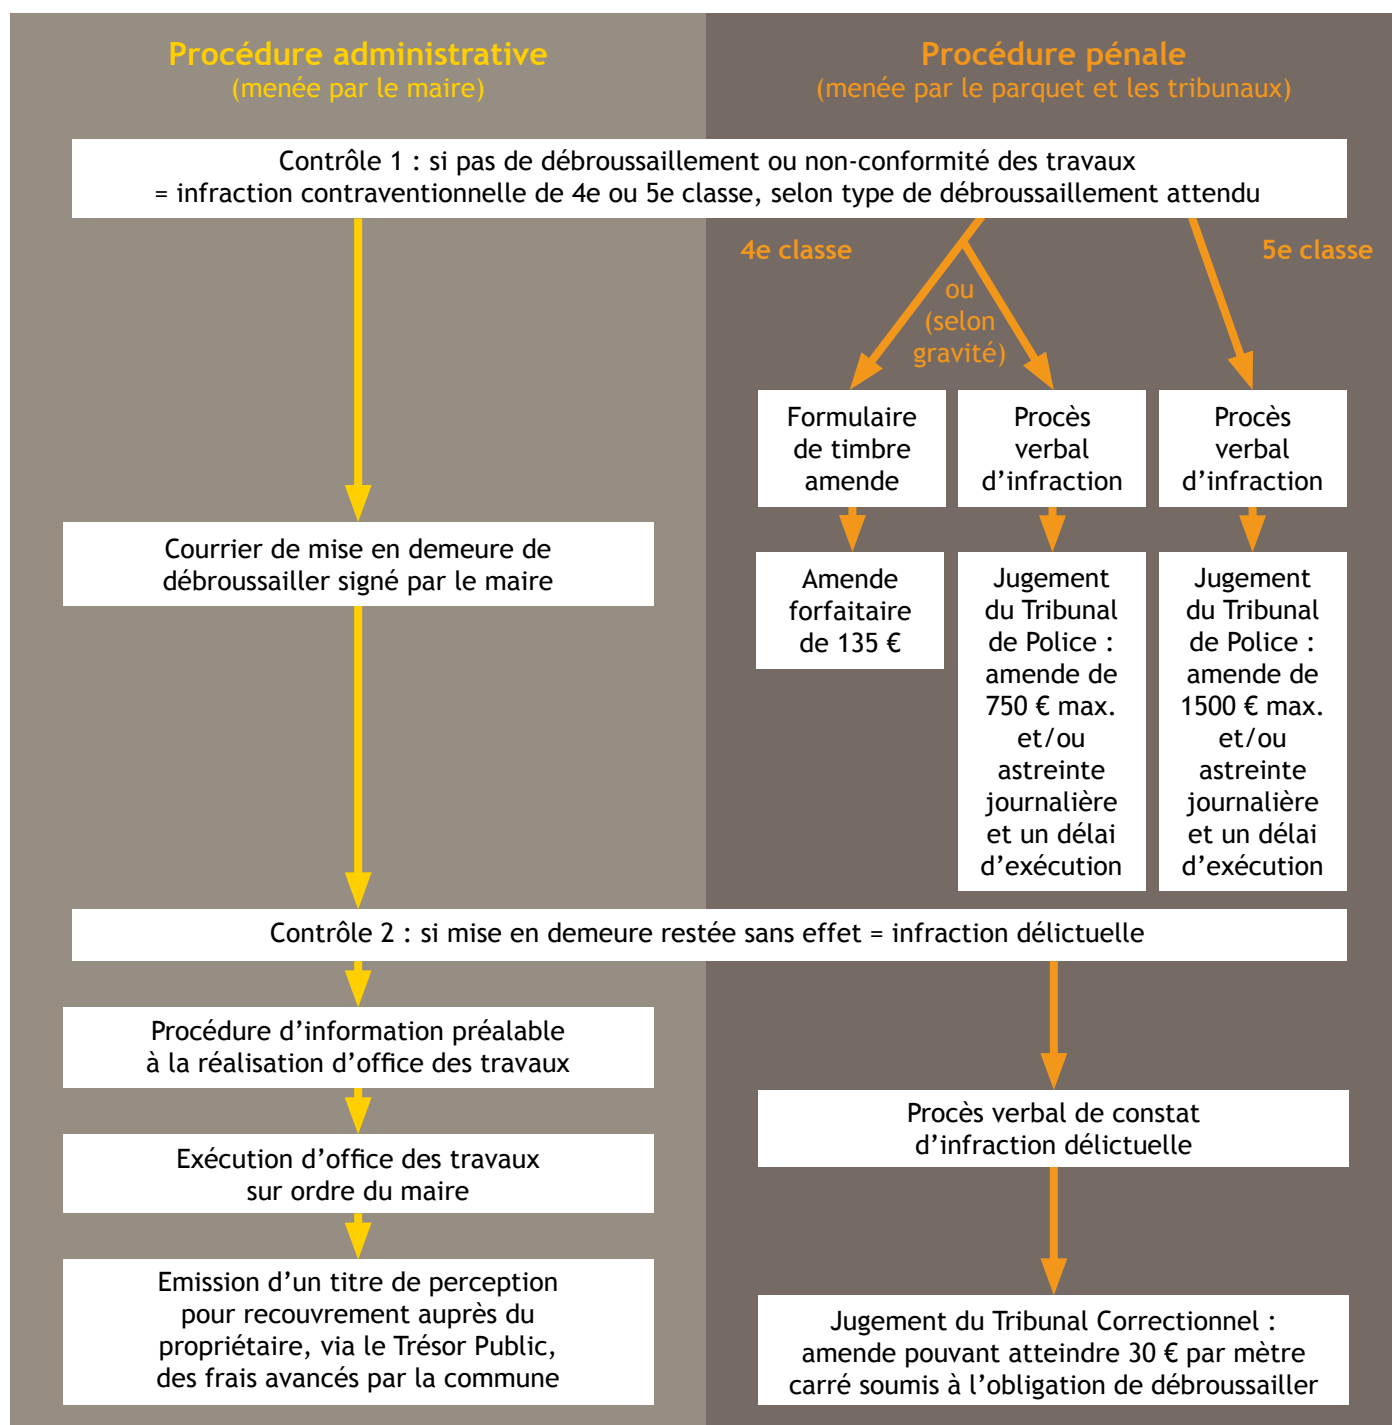 Procédure administrative
(menée par le maire)
Procédure pénale
(menée par le parquet et les tribunaux)
Contrôle 1 : si pas de débroussaillement ou non-conformité des travaux
= infraction contraventionnelle de 4e ou 5e classe, selon type de débroussaillement attendu
4e classe
5e classe
ou
(selon
gravité)
Formulaire
de timbre
amende
Procès
verbal
d’infraction
Procès
verbal
d’infraction
Courrier de mise en demeure de
débroussailler signé par le maire
Amende
forfaitaire
de 135 €
Jugement
du Tribunal
de Police :
amende de
750 € max.
et/ou
astreinte
journalière
et un délai
d’exécution
Jugement
du Tribunal
de Police :
amende de
1500 € max.
et/ou
astreinte
journalière
et un délai
d’exécution
Contrôle 2 : si mise en demeure restée sans effet = infraction délictuelle
Procédure d’information préalable
à la réalisation d’office des travaux
Exécution d’office des travaux
sur ordre du maire
Emission d’un titre de perception
pour recouvrement auprès du
propriétaire, via le Trésor Public,
des frais avancés par la commune
Procès verbal de constat
d’infraction délictuelle
Jugement du Tribunal Correctionnel :
amende pouvant atteindre 30 € par mètre
carré soumis à l’obligation de débroussailler